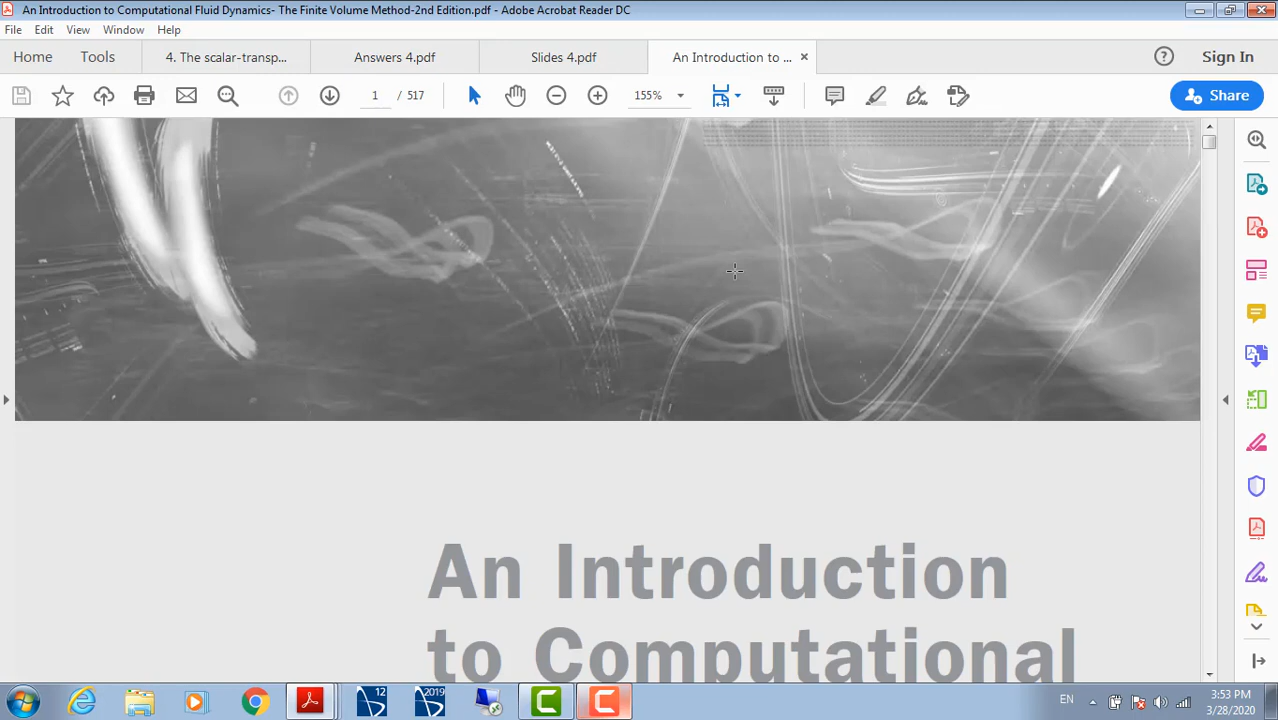 An Introduction to Computational Fluid Dynamics- The Finite Volume Method-2nd Edition.pdf - Adobe Acrobat Reader DC
File Edit View Window Help
Home Tools 4. The scalar-transp... Answers 4.pdf Slides 4.pdf An Introduction to ... Sign In
1 / 517 155% Share
An Introduction
to Computational
12 2019 EN 3:53 PM
3/28/2020